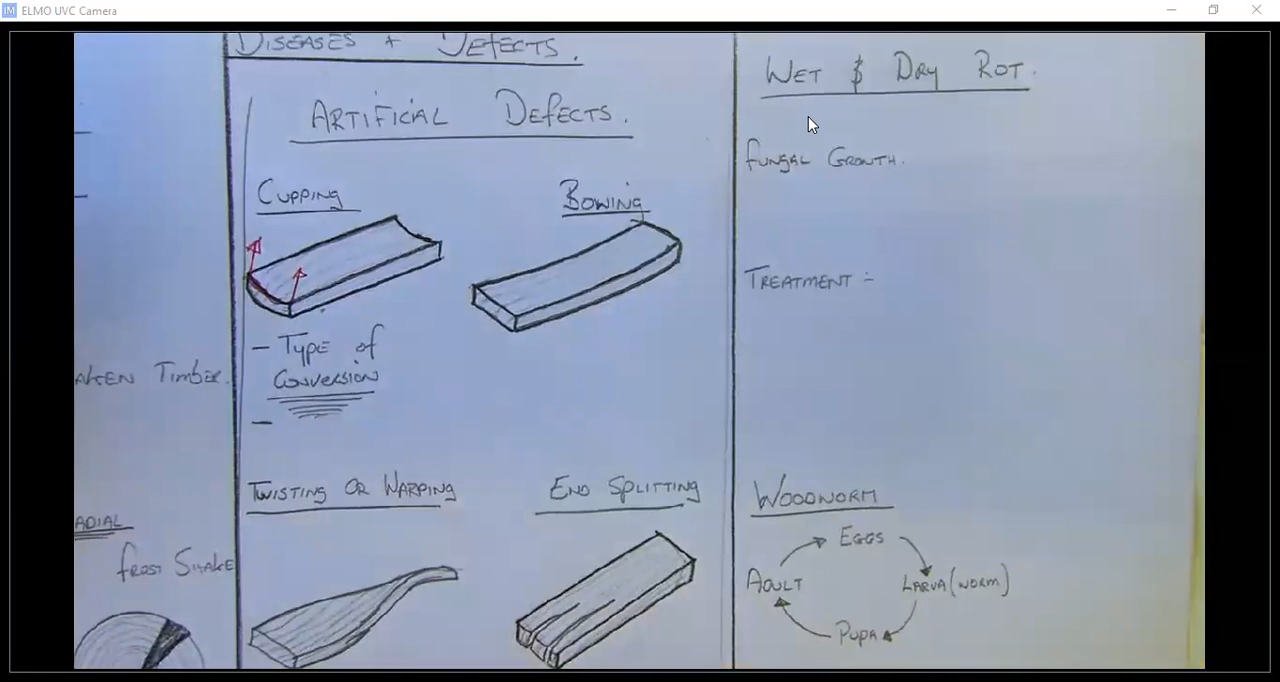 ELMO UVC Camera
DISEASES + DEFECTS.
ARTIFICIAL DEFECTS.
CUPPING
BOWING
- TYPE of
CONVERSION
-
TWISTING OR WARPING
END SPLITTING
AKEN TIMBER.
ADIAL
FROST SHAKE
WET & DRY ROT.
FUNGAL GROWTH.
TREATMENT :-
WOODWORM
EGGS
LARVA (WORM)
PUPA
ADULT